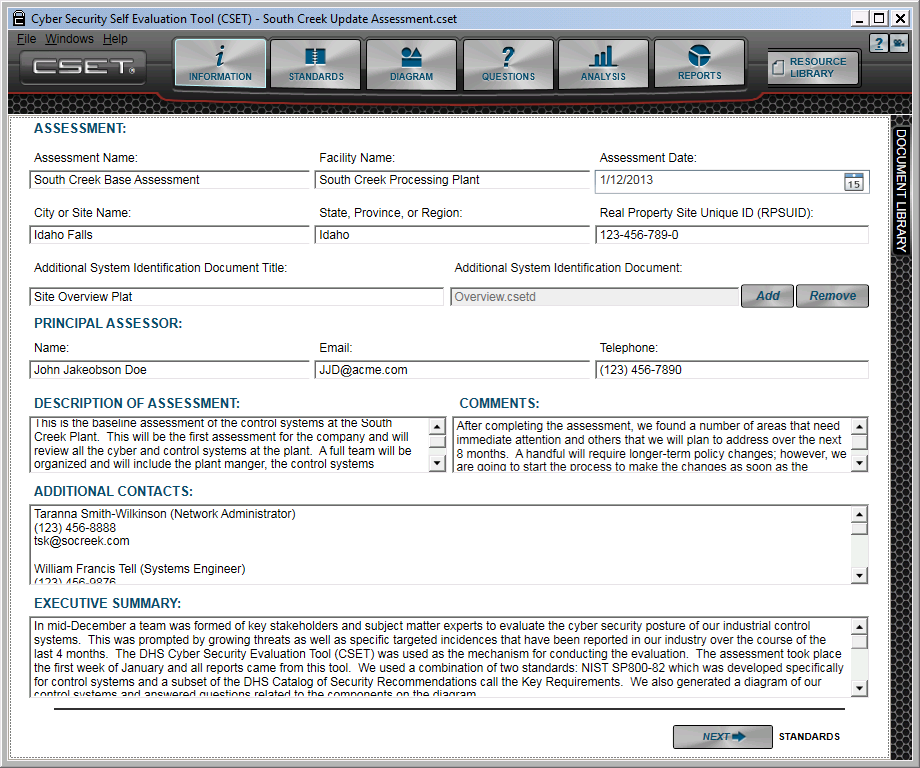 Cyber Security Self Evaluation Tool (CSET) - South Creek Update Assessment.cset
File Windows Help
CSET
INFORMATION
STANDARDS
DIAGRAM
QUESTIONS
ANALYSIS
REPORTS
RESOURCE
LIBRARY
DOCUMENT LIBRARY
ASSESSMENT:
Assessment Name: Facility Name: Assessment Date:
South Creek Base Assessment South Creek Processing Plant 1/12/2013 15
City or Site Name: State, Province, or Region: Real Property Site Unique ID (RPSUID):
Idaho Falls Idaho 123-456-789-0
Additional System Identification Document Title: Additional System Identification Document:
Site Overview Plat Overview.csetd Add Remove
PRINCIPAL ASSESSOR:
Name: Email: Telephone:
John Jakeobson Doe JJD@acme.com (123) 456-7890
DESCRIPTION OF ASSESSMENT:
This is the baseline assessment of the control systems at the South
Creek Plant. This will be the first assessment for the company and will
review all the cyber and control systems at the plant. A full team will be
organized and will include the plant manger, the control systems
COMMENTS:
After completing the assessment, we found a number of areas that need
immediate attention and others that we will plan to address over the next
8 months. A handful will require longer-term policy changes; however, we
are going to start the process to make the changes as soon as the
ADDITIONAL CONTACTS:
Taranna Smith-Wilkinson (Network Administrator)
(123) 456-8888
tsk@socreek.com
William Francis Tell (Systems Engineer)
(123) 456-9876
EXECUTIVE SUMMARY:
In mid-December a team was formed of key stakeholders and subject matter experts to evaluate the cyber security posture of our industrial control
systems. This was prompted by growing threats as well as specific targeted incidences that have been reported in our industry over the course of the
last 4 months. The DHS Cyber Security Evaluation Tool (CSET) was used as the mechanism for conducting the evaluation. The assessment took place
the first week of January and all reports came from this tool. We used a combination of two standards: NIST SP800-82 which was developed specifically
for control systems and a subset of the DHS Catalog of Security Recommendations call the Key Requirements. We also generated a diagram of our
control systems and answered questions related to the components on the diagram.
NEXT STANDARDS